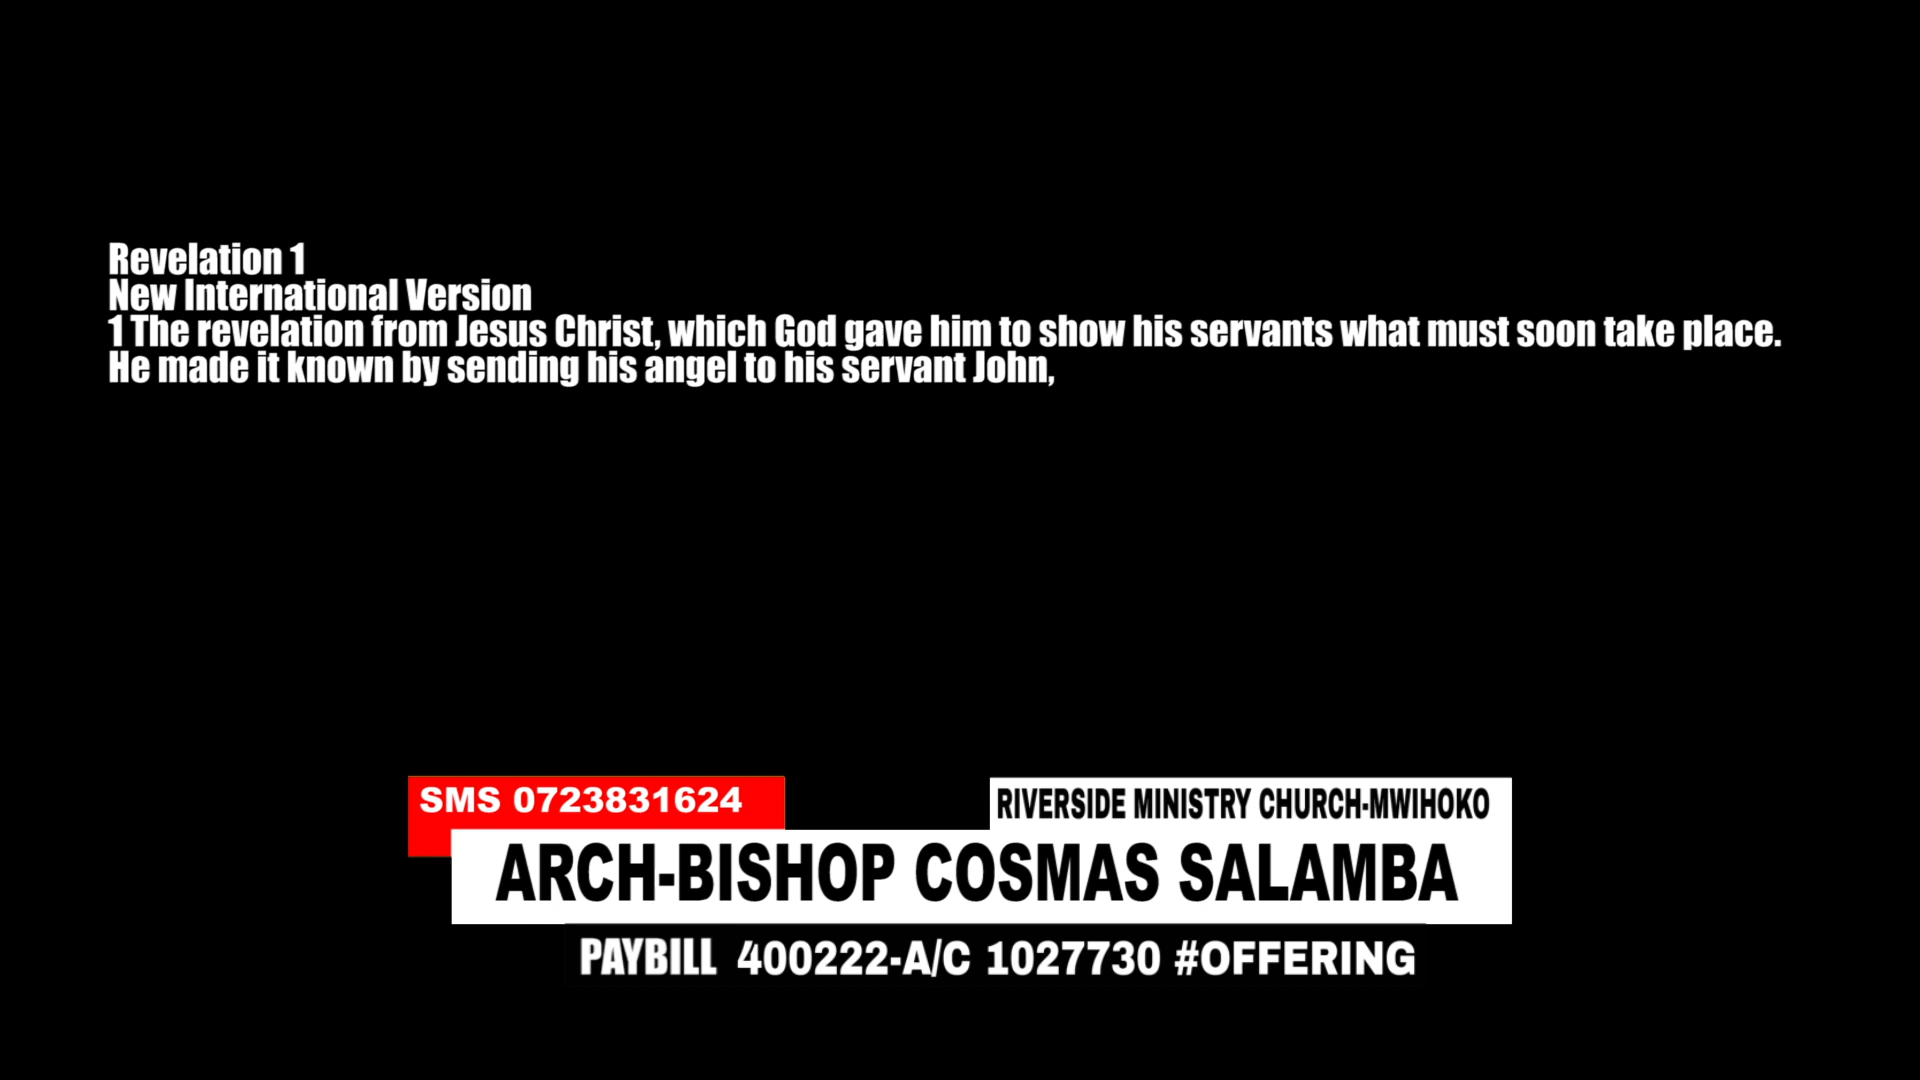 Revelation 1
New International Version
1 The revelation from Jesus Christ, which God gave him to show his servants what must soon take place.
He made it known by sending his angel to his servant John,
SMS 0723831624
RIVERSIDE MINISTRY CHURCH-MWIHOKO
ARCH-BISHOP COSMAS SALAMBA
PAYBILL 400222-A/C 1027730 #OFFERING